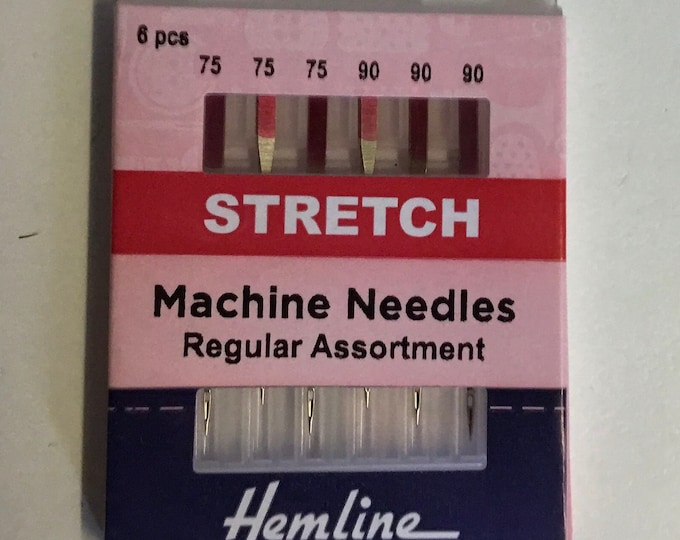 6 pcs
75 75 75 90 90 90
STRETCH
Machine Needles
Regular Assortment
Hemline